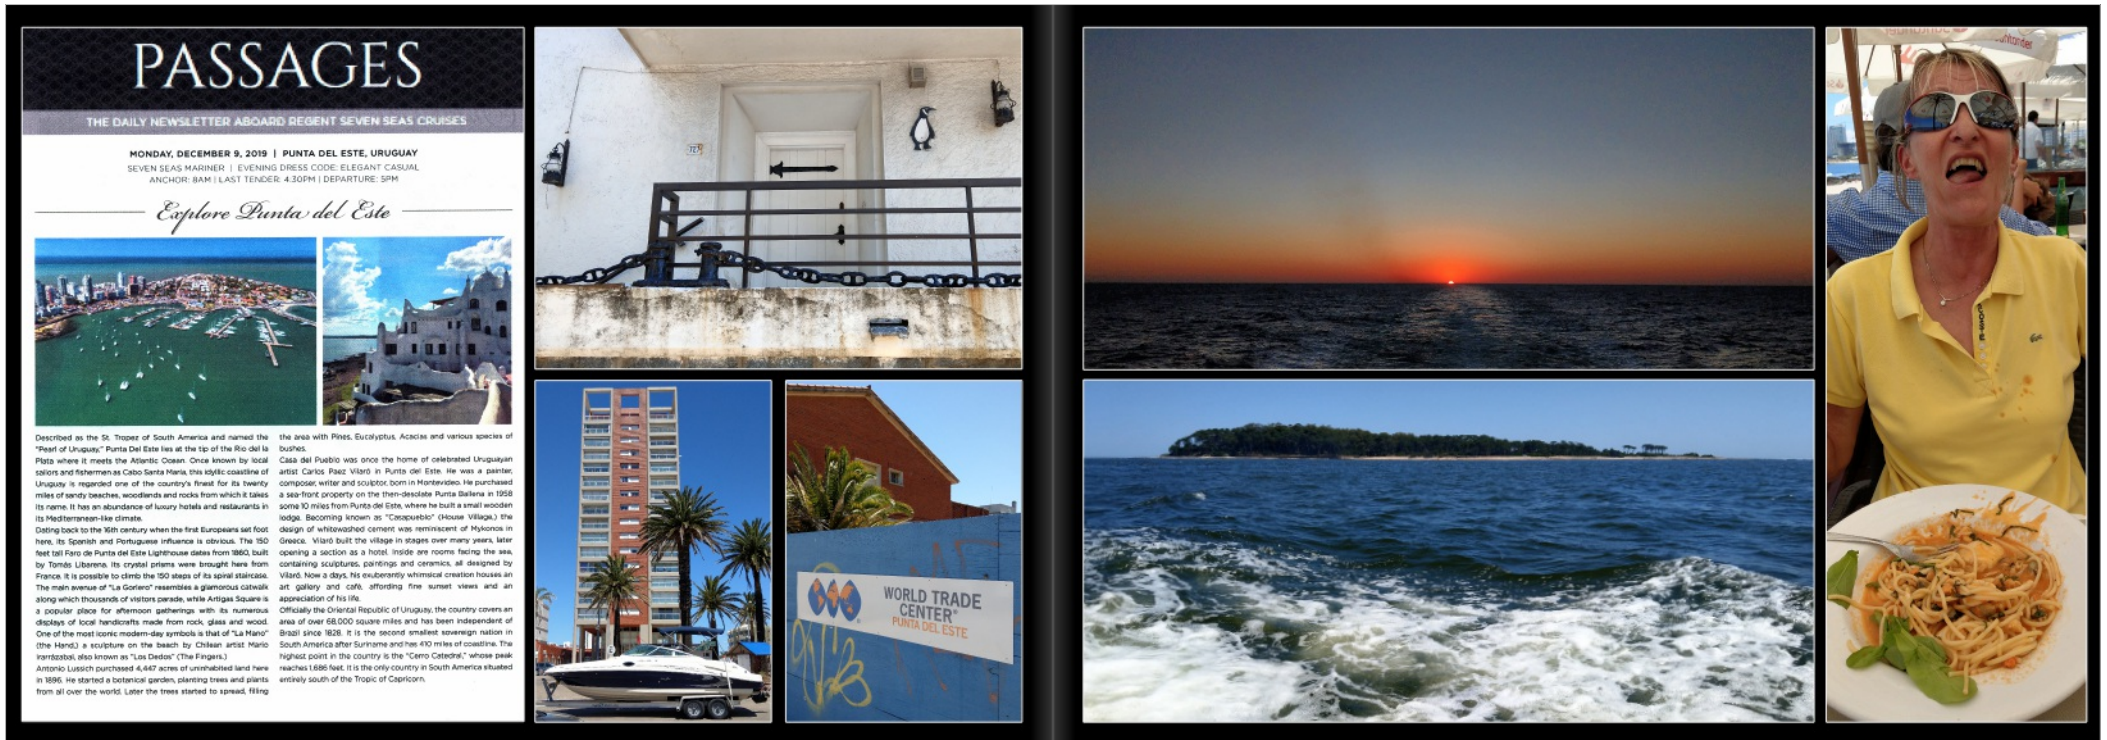 PASSAGES
THE DAILY NEWSLETTER ABOARD REGENT SEVEN SEAS CRUISES
MONDAY, DECEMBER 9, 2019 | PUNTA DEL ESTE, URUGUAY
SEVEN SEAS MARINER | EVENING DRESS CODE: ELEGANT CASUAL
ANCHOR: 8AM | LAST TENDER: 4:30PM | DEPARTURE: 5PM
Explore Punta del Este
Described as the St. Tropez of South America and named the
"Pearl of Uruguay," Punta Del Este lies at the tip of the Rio del la
Plata where it meets the Atlantic Ocean. Once known by local
sailors and fishermen as Cabo Santa Maria, this idyllic coastline of
Uruguay is regarded one of the country's finest for its twenty
miles of sandy beaches, woodlands and rocks from which it takes
its name. It has an abundance of luxury hotels and restaurants in
its Mediterranean-like climate.
Dating back to the 16th century when the first Europeans set foot
here, its Spanish and Portuguese influence is obvious. The 150
feet tall Faro de Punta del Este Lighthouse dates from 1860, built
by Tomás Libarena. Its crystal prisms were brought here from
France. It is possible to climb the 150 steps of its spiral staircase.
The main avenue of "La Gorlero" resembles a glamorous catwalk
along which thousands of visitors parade, while Artigas Square is
a popular place for afternoon gatherings with its numerous
displays of local handicrafts made from rock, glass and wood.
One of the most iconic modern-day symbols is that of "La Mano"
(the Hand,) a sculpture on the beach by Chilean artist Mario
Irarrázabal, also known as "Los Dedos" (The Fingers.)
Antonio Lussich purchased 4,447 acres of uninhabited land here
in 1896. He started a botanical garden, planting trees and plants
from all over the world. Later the trees started to spread, filling
the area with Pines, Eucalyptus, Acacias and various species of
bushes.
Casa del Pueblo was once the home of celebrated Uruguayan
artist Carlos Paez Vilaró in Punta del Este. He was a painter,
composer, writer and sculptor, born in Montevideo. He purchased
a sea-front property on the then-desolate Punta Ballena in 1958
some 10 miles from Punta del Este, where he built a small wooden
lodge. Becoming known as "Casapueblo" (House Village,) the
design of whitewashed cement was reminiscent of Mykonos in
Greece. Vilaró built the village in stages over many years, later
opening a section as a hotel. Inside are rooms facing the sea,
containing sculptures, paintings and ceramics, all designed by
Vilaró. Now a days, his exuberantly whimsical creation houses an
art gallery and café, affording fine sunset views and an
appreciation of his life.
Officially the Oriental Republic of Uruguay, the country covers an
area of over 68,000 square miles and has been independent of
Brazil since 1828. It is the second smallest sovereign nation in
South America after Suriname and has 410 miles of coastline. The
highest point in the country is the "Cerro Catedral," whose peak
reaches 1,686 feet. It is the only country in South America situated
entirely south of the Tropic of Capricorn.
WORLD TRADE
CENTER®
PUNTA DEL ESTE
Santander